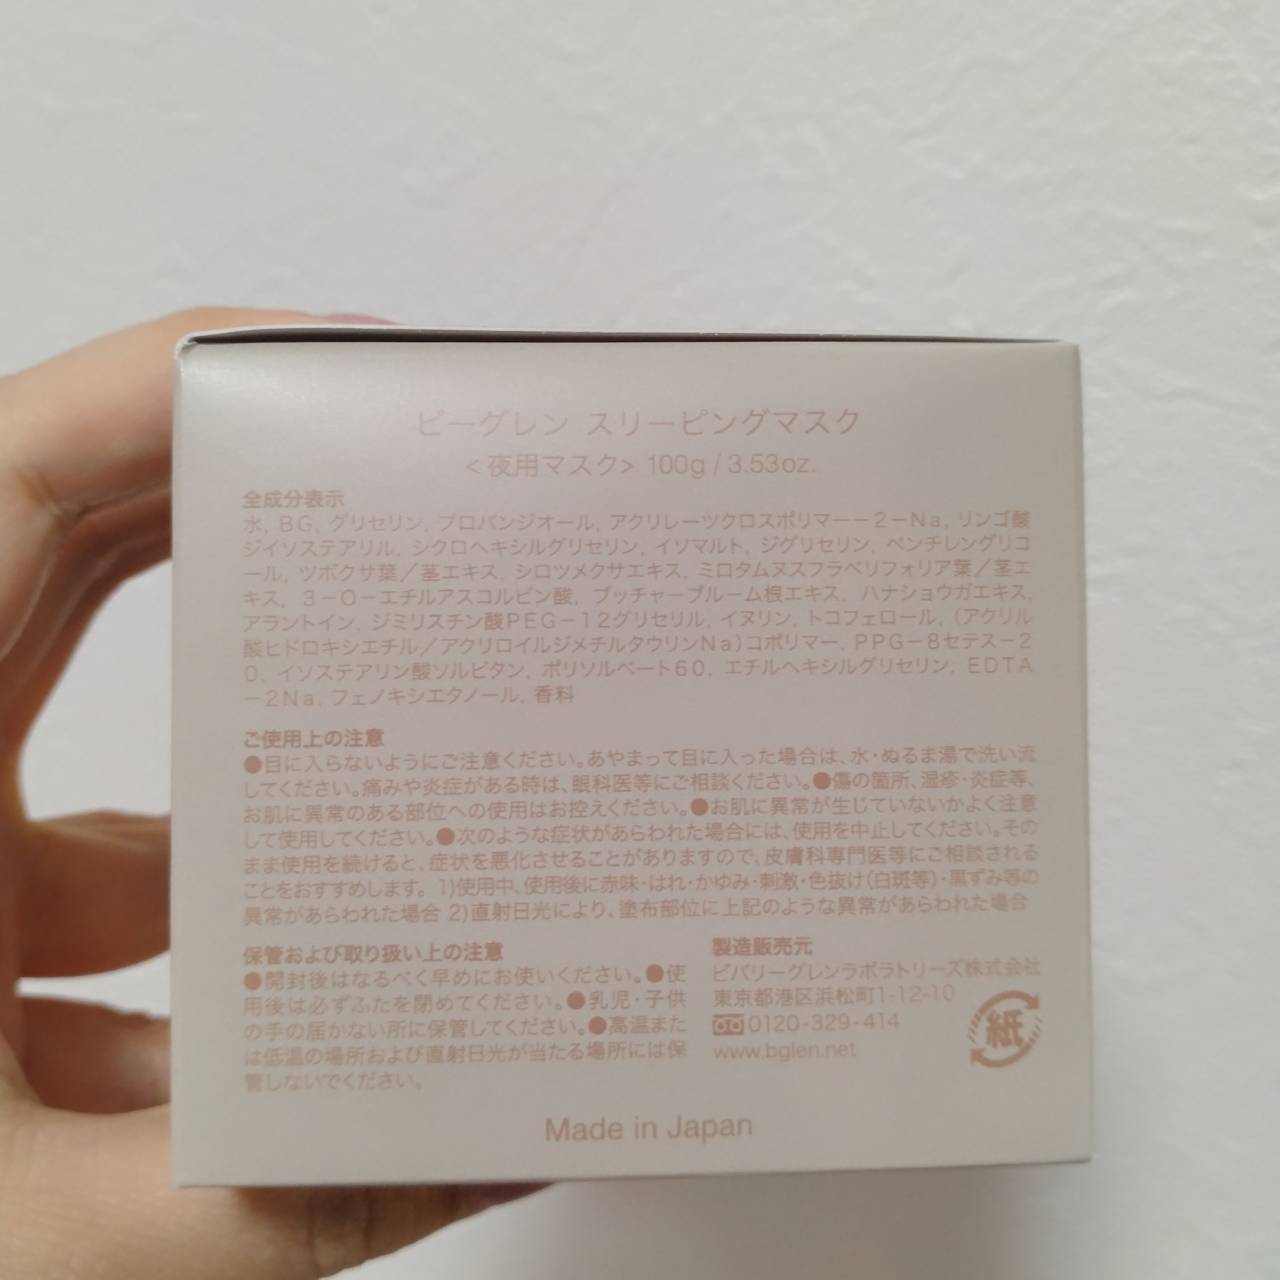 ビーグレン スリーピングマスク
<夜用マスク> 100g / 3.53oz.
全成分表示
水, BG, グリセリン, プロパンジオール, アクリレーツクロスポリマー－2－Na, リンゴ酸
ジイソステアリル, シクロヘキシルグリセリン, イソマルト, ジグリセリン, ペンチレングリコ
ール, ツボクサ葉／茎エキス, シロツメクサエキス, ミロタムヌスフラベリフォリア葉／茎エ
キス, 3－O－エチルアスコルビン酸, ブッチャーブルーム根エキス, ハナショウガエキス,
アラントイン, ジミリスチン酸PEG－12グリセリル, イヌリン, トコフェロール, (アクリル
酸ヒドロキシエチル／アクリロイルジメチルタウリンNa)コポリマー, PPG－8セテス－2
0, イソステアリン酸ソルビタン, ポリソルベート60, エチルヘキシルグリセリン, EDTA
－2Na, フェノキシエタノール, 香料
ご使用上の注意
●目に入らないようにご注意ください。あやまって目に入った場合は、水・ぬるま湯で洗い流
してください。痛みや炎症がある時は、眼科医等にご相談ください。●傷の箇所、湿疹・炎症等、
お肌に異常のある部位への使用はお控えください。●お肌に異常が生じていないかよく注意
して使用してください。●次のような症状があらわれた場合には、使用を中止してください。その
まま使用を続けると、症状を悪化させることがありますので、皮膚科専門医等にご相談される
ことをおすすめします。 1)使用中、使用後に赤味・はれ・かゆみ・刺激・色抜け(白斑等)・黒ずみ等の
異常があらわれた場合 2)直射日光により、塗布部位に上記のような異常があらわれた場合
保管および取り扱い上の注意
●開封後はなるべく早めにお使いください。●使
用後は必ずふたを閉めてください。●乳児・子供
の手の届かない所に保管してください。●高温また
は低温の場所および直射日光が当たる場所には保
管しないでください。
製造販売元
ビバリーグレンラボラトリーズ株式会社
東京都港区浜松町1-12-10
0120-329-414
www.bglen.net
紙
Made in Japan